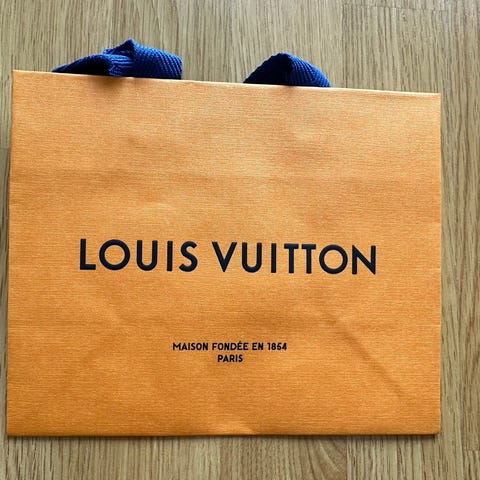 LOUIS VUITTON
MAISON FONDÉE EN 1854
PARIS